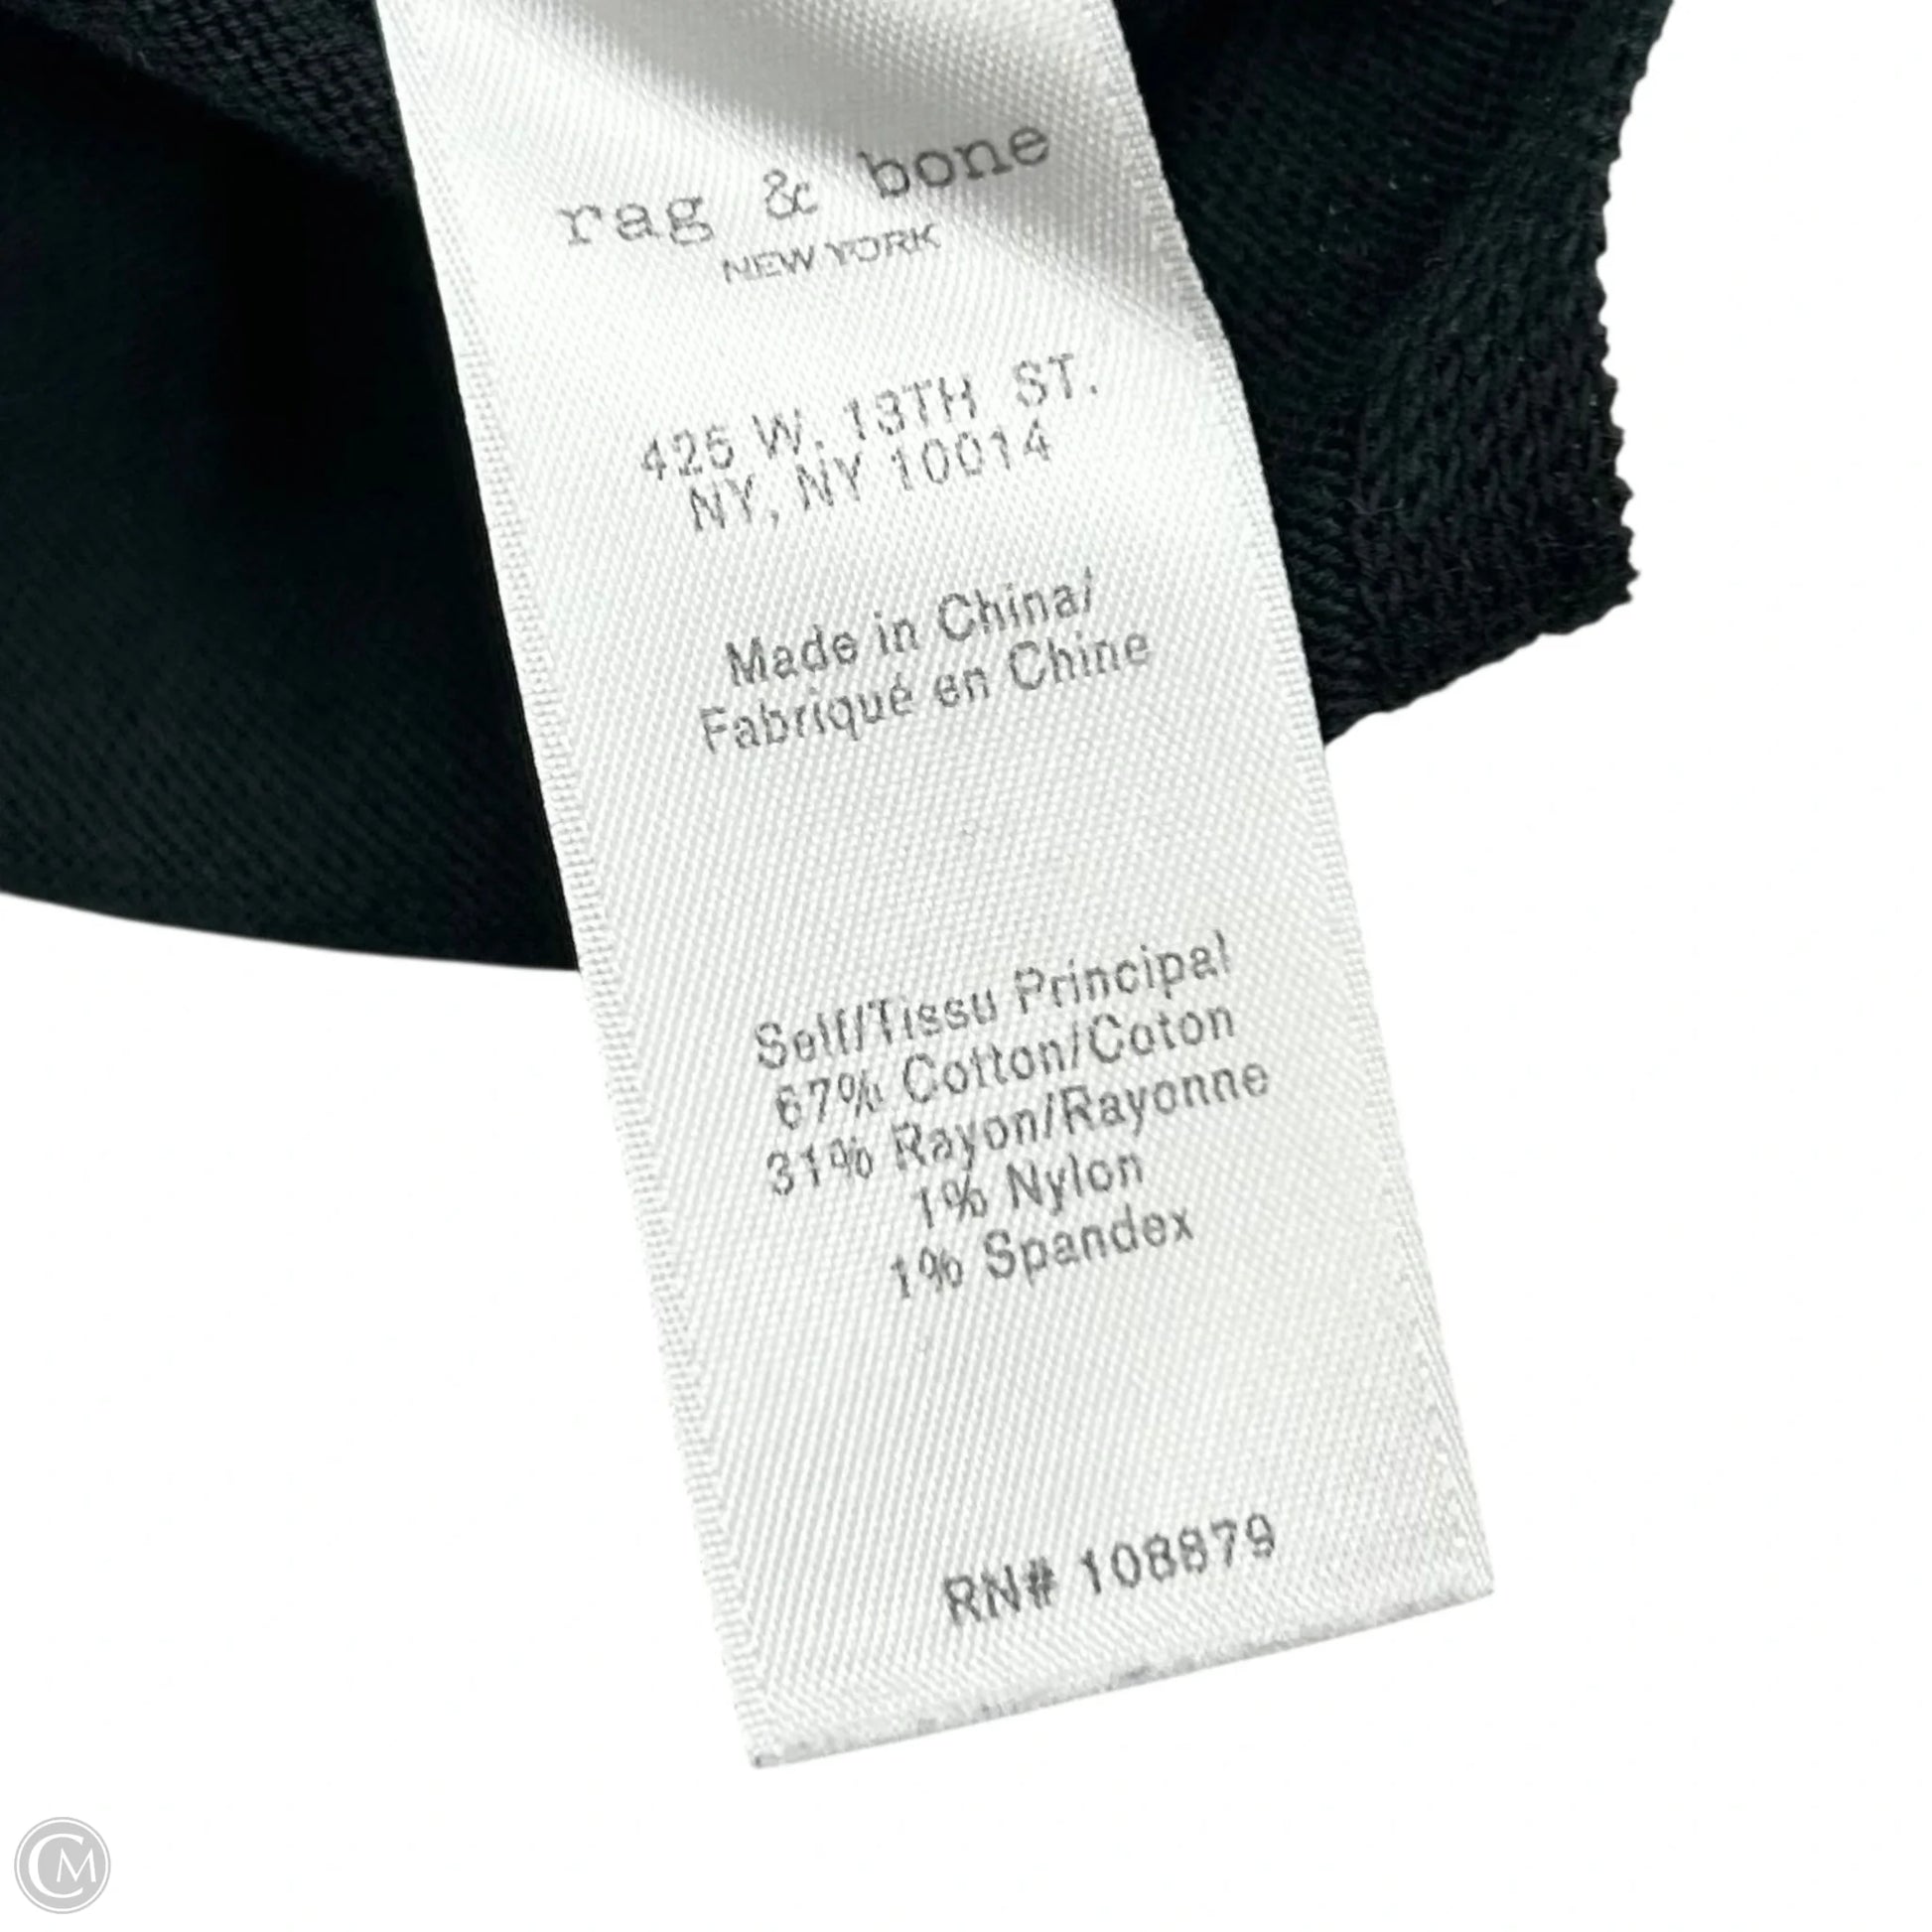 rag & bone
NEW YORK
425 W. 13TH ST.
NY, NY 10014
Made in China/
Fabriqué en Chine
Self/Tissu Principal
67% Cotton/Coton
31% Rayon/Rayonne
1% Nylon
1% Spandex
RN# 108879
CM